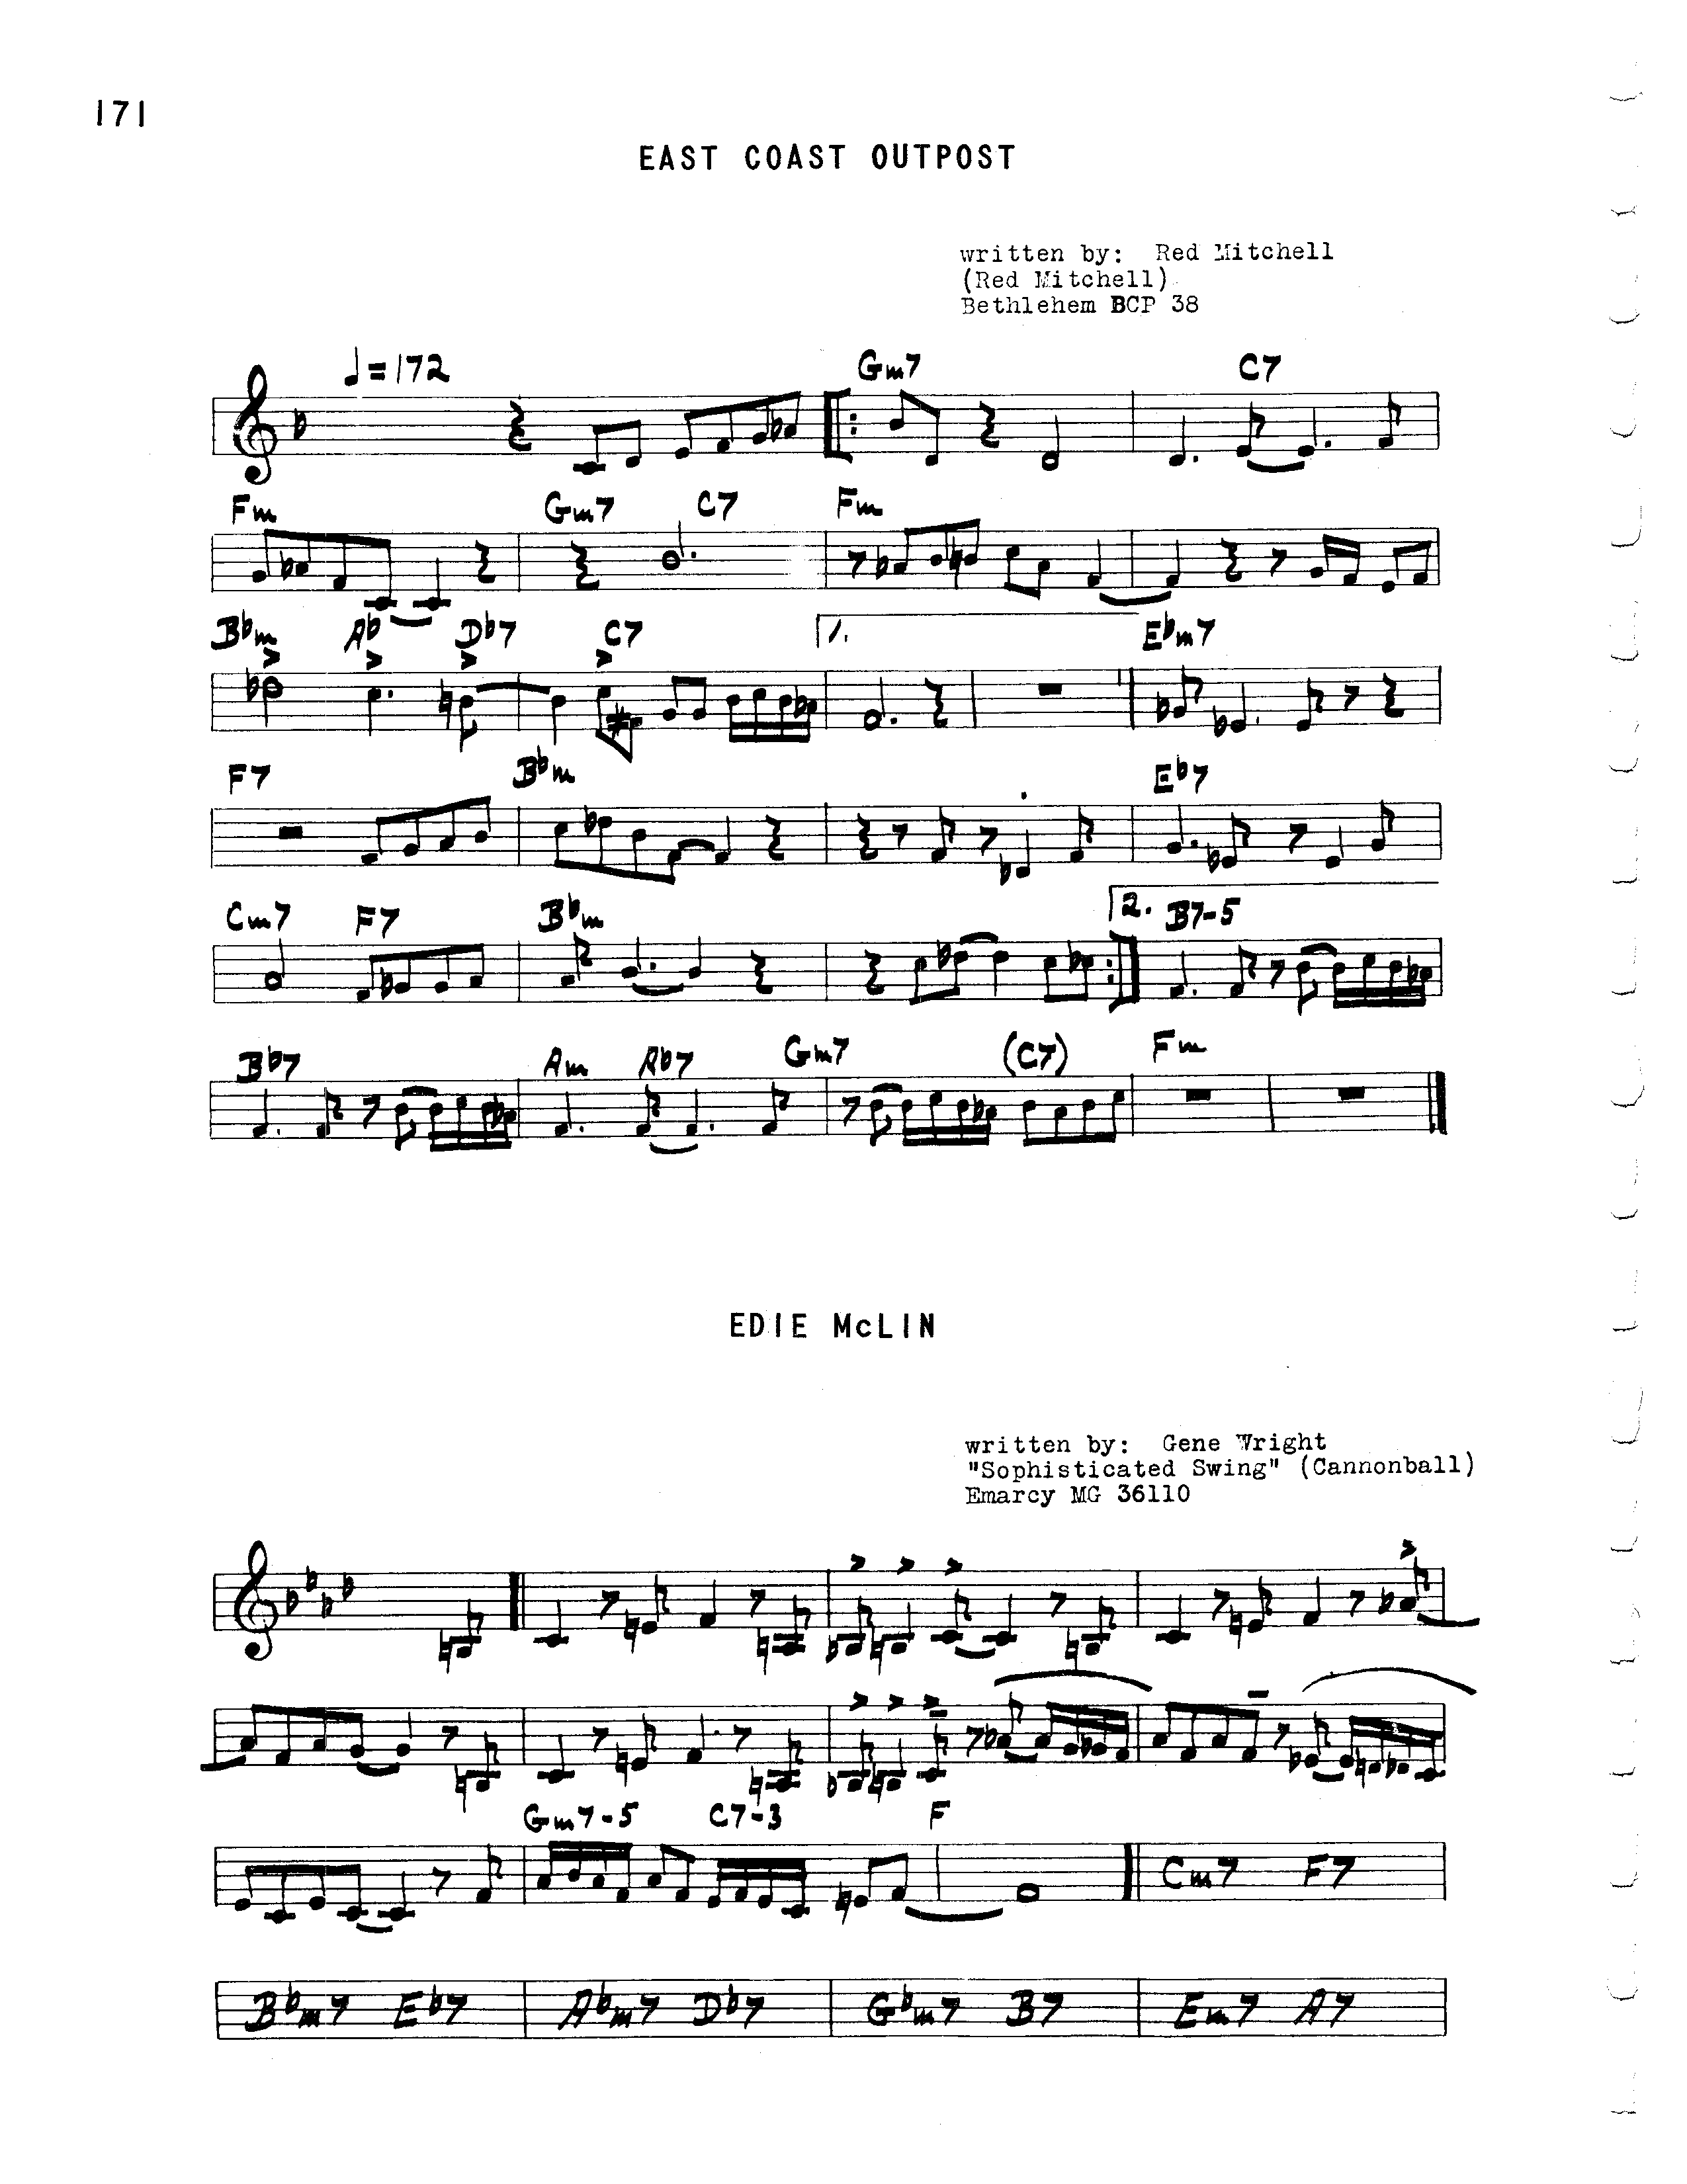 171
EAST COAST OUTPOST
written by: Red Mitchell
(Red Mitchell)
Bethlehem BCP 38
♩=172 Gm7 C7
Fm Gm7 C7 Fm
B♭m A♭ D♭7 C7 1. E♭m7
F7 B♭m E♭7
Cm7 F7 B♭m 2. B7-5
B♭7 Am A♭7 Gm7 (C7) Fm
EDIE McLIN
written by: Gene Wright
"Sophisticated Swing" (Cannonball)
Emarcy MG 36110
Gm7-5 C7-3 F
Cm7 F7
B♭m7 E♭7 A♭m7 D♭7 G♭m7 B7 Em7 A7